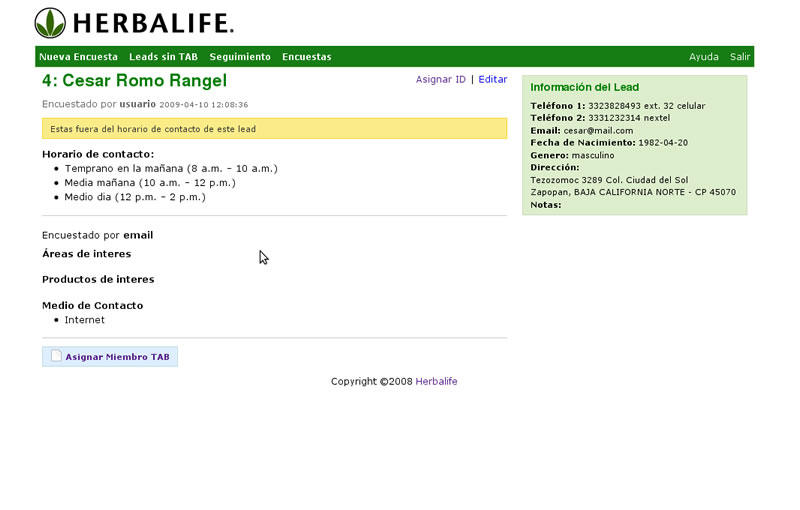 HERBALIFE.
Nueva Encuesta Leads sin TAB Seguimiento Encuestas Ayuda Salir
4: Cesar Romo Rangel Asignar ID | Editar
Encuestado por usuario 2009-04-10 12:08:36
Estas fuera del horario de contacto de este lead
Horario de contacto:
• Temprano en la mañana (8 a.m. - 10 a.m.)
• Media mañana (10 a.m. - 12 p.m.)
• Medio dia (12 p.m. - 2 p.m.)
Encuestado por email
Áreas de interes
Productos de interes
Medio de Contacto
• Internet
Asignar Miembro TAB
Información del Lead
Teléfono 1: 3323828493 ext. 32 celular
Teléfono 2: 3331232314 nextel
Email: cesar@mail.com
Fecha de Nacimiento: 1982-04-20
Genero: masculino
Dirección:
Tezozomoc 3289 Col. Ciudad del Sol
Zapopan, BAJA CALIFORNIA NORTE - CP 45070
Notas:
Copyright ©2008 Herbalife